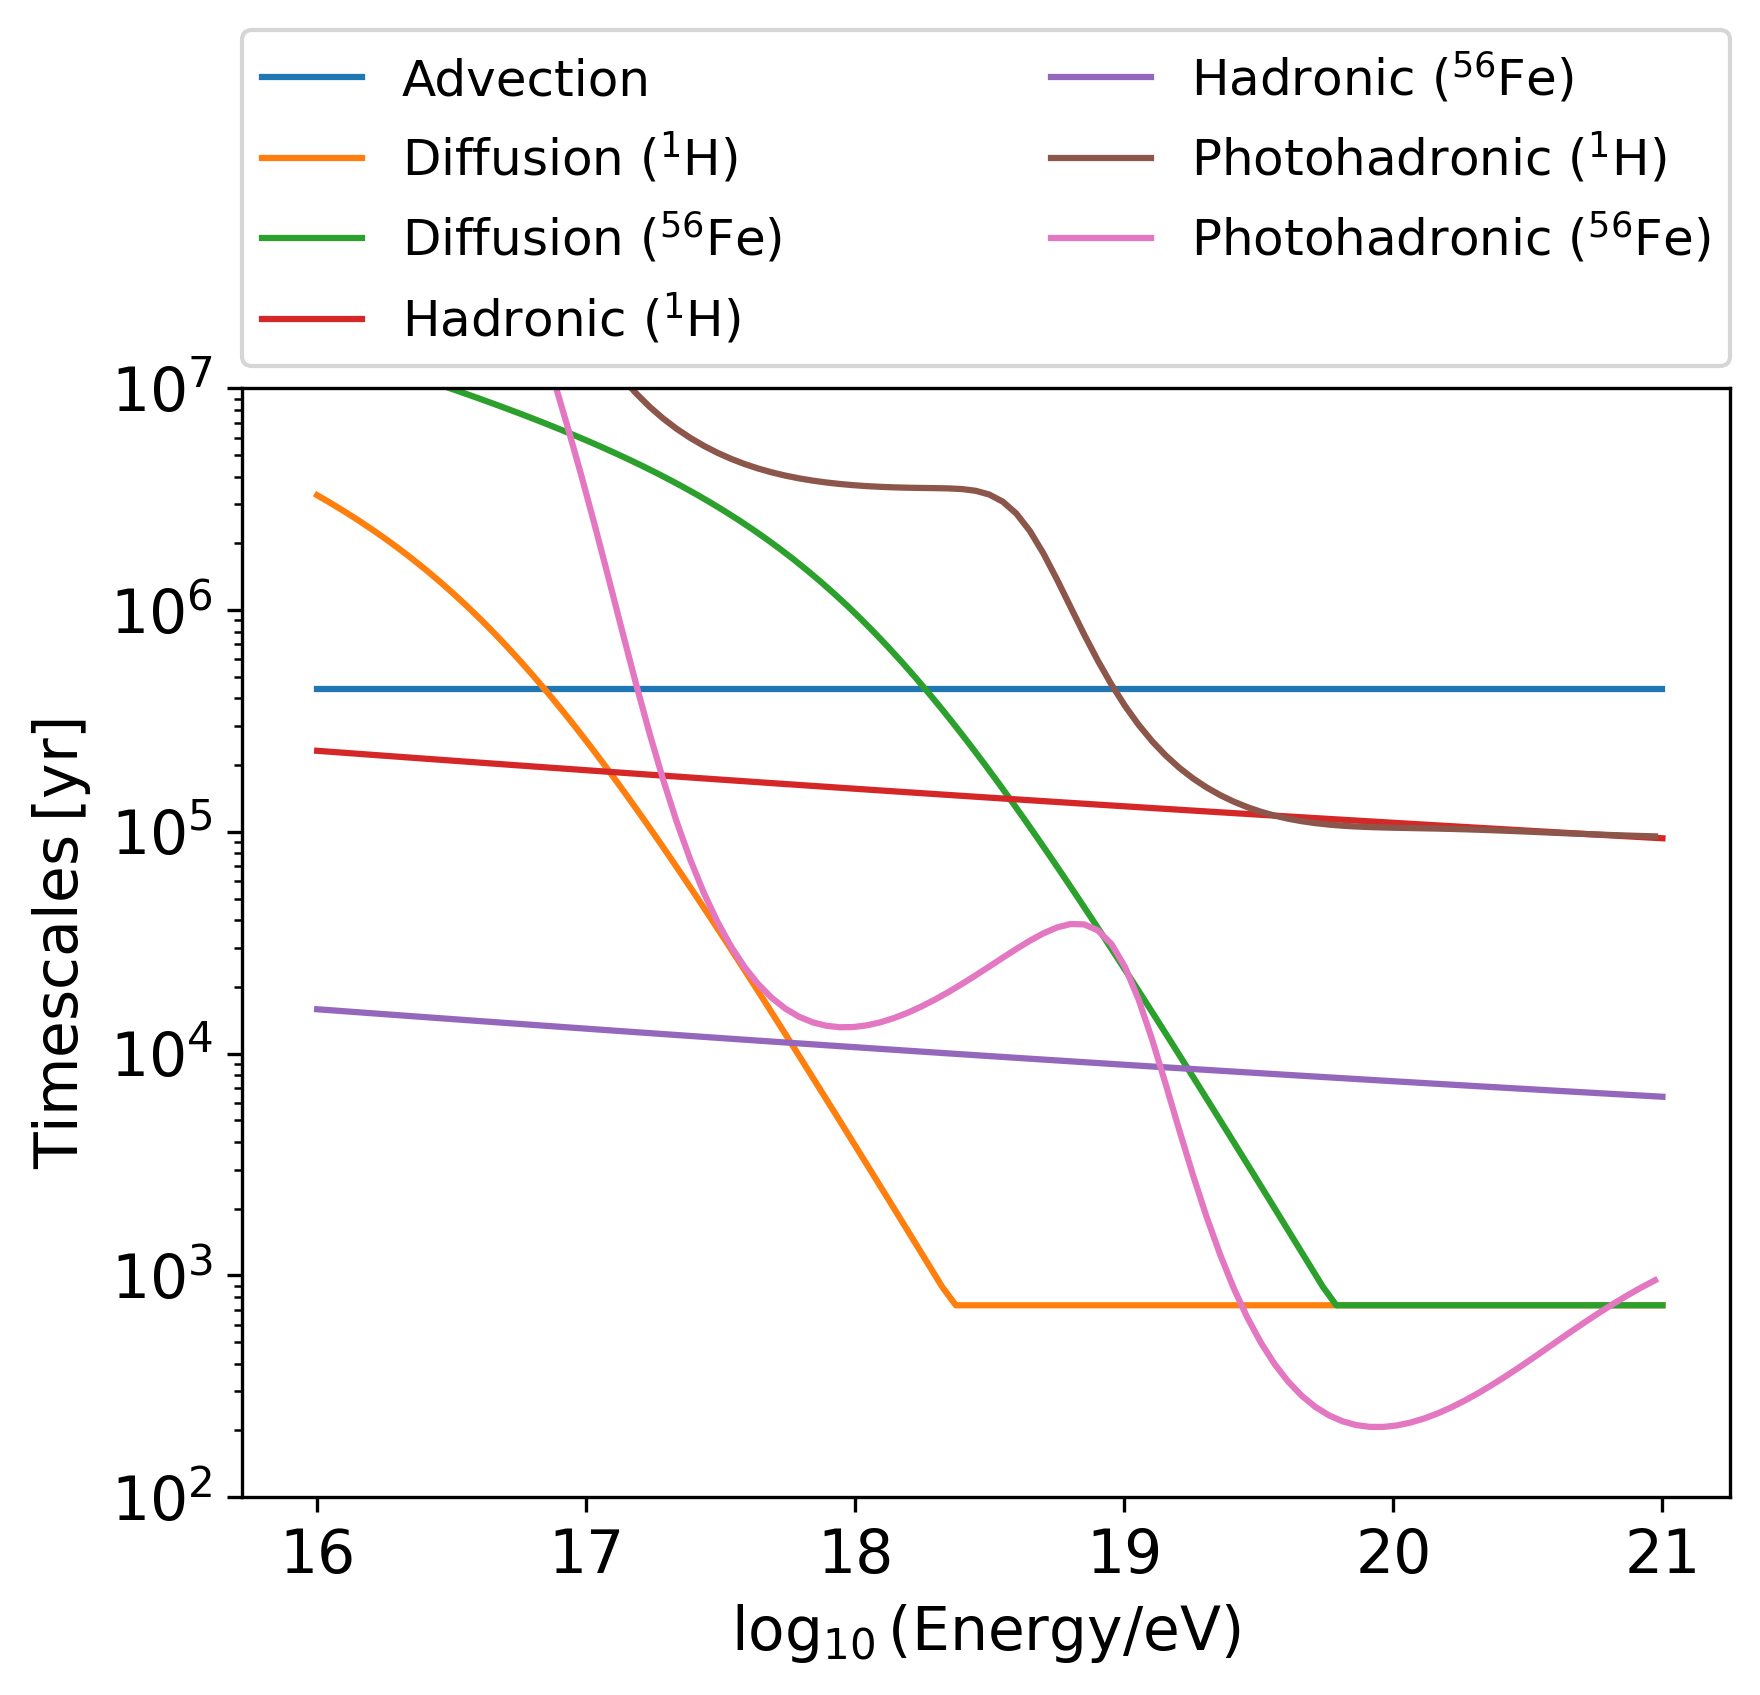 Advection
Diffusion (¹H)
Diffusion (⁵⁶Fe)
Hadronic (¹H)
Hadronic (⁵⁶Fe)
Photohadronic (¹H)
Photohadronic (⁵⁶Fe)
Timescales [yr]
10⁷
10⁶
10⁵
10⁴
10³
10²
16 17 18 19 20 21
log₁₀ (Energy/eV)